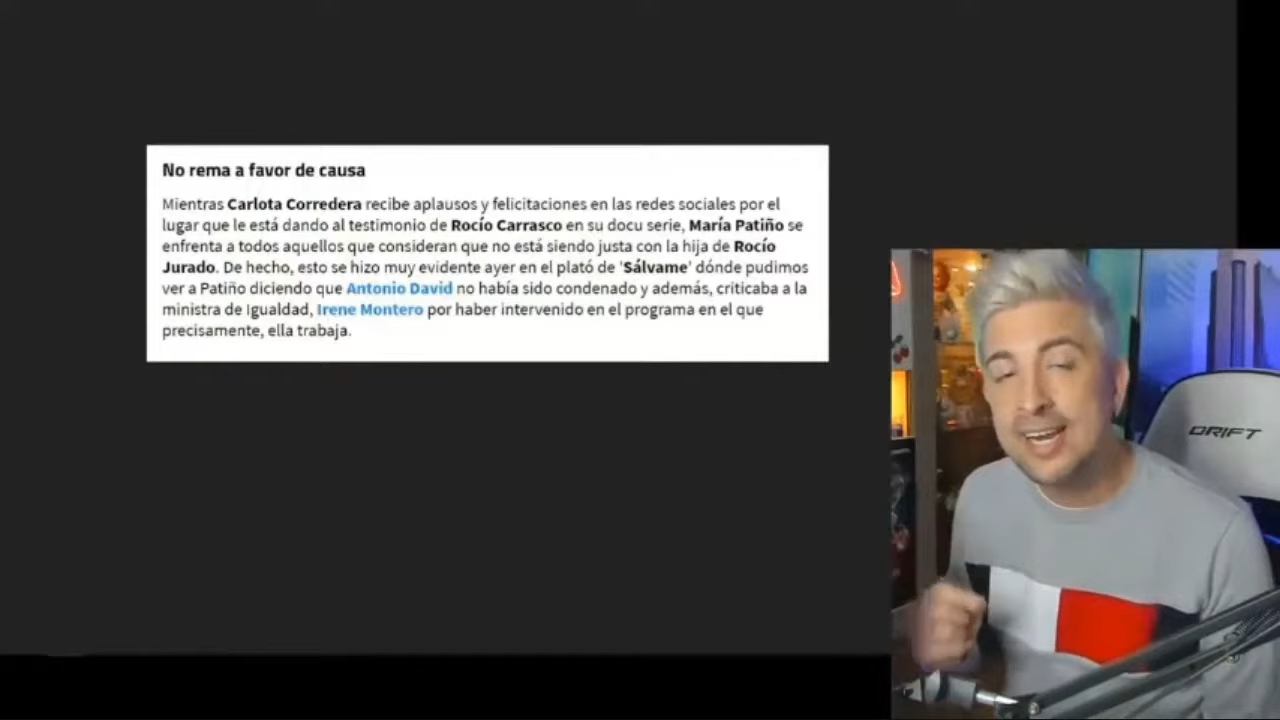 No rema a favor de causa
Mientras Carlota Corredera recibe aplausos y felicitaciones en las redes sociales por el
lugar que le está dando al testimonio de Rocío Carrasco en su docu serie, María Patiño se
enfrenta a todos aquellos que consideran que no está siendo justa con la hija de Rocío
Jurado. De hecho, esto se hizo muy evidente ayer en el plató de 'Sálvame' dónde pudimos
ver a Patiño diciendo que Antonio David no había sido condenado y además, criticaba a la
ministra de Igualdad, Irene Montero por haber intervenido en el programa en el que
precisamente, ella trabaja.
DRIFT